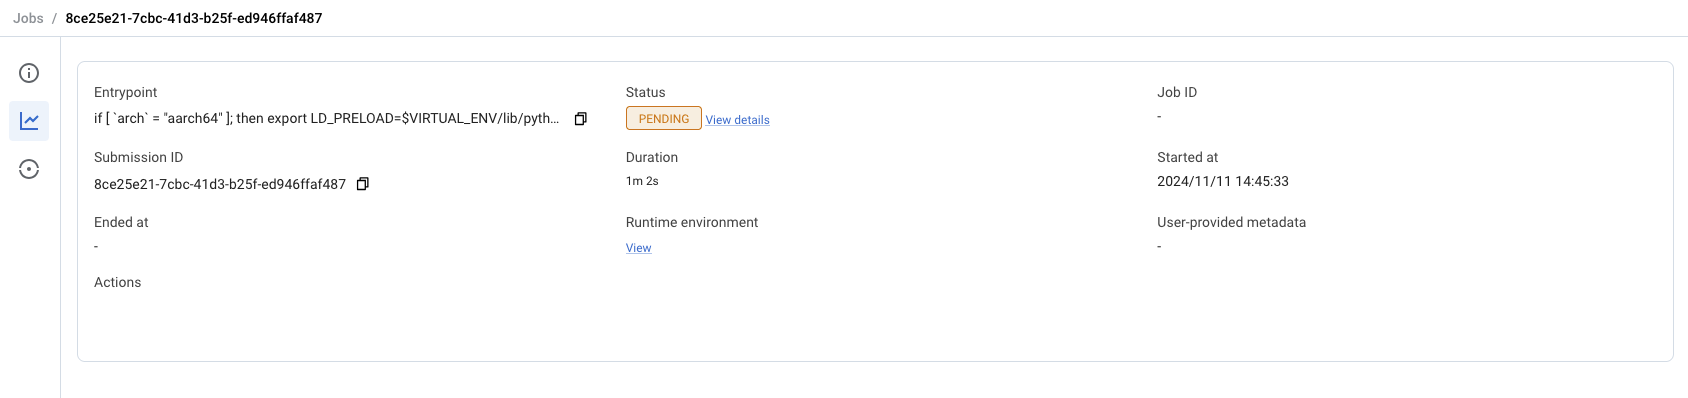 Jobs / 8ce25e21-7cbc-41d3-b25f-ed946ffaf487
Entrypoint
if [ `arch` = "aarch64" ]; then export LD_PRELOAD=$VIRTUAL_ENV/lib/pyth...
Status
PENDING View details
Job ID
-
Submission ID
8ce25e21-7cbc-41d3-b25f-ed946ffaf487
Duration
1m 2s
Started at
2024/11/11 14:45:33
Ended at
-
Runtime environment
View
User-provided metadata
-
Actions